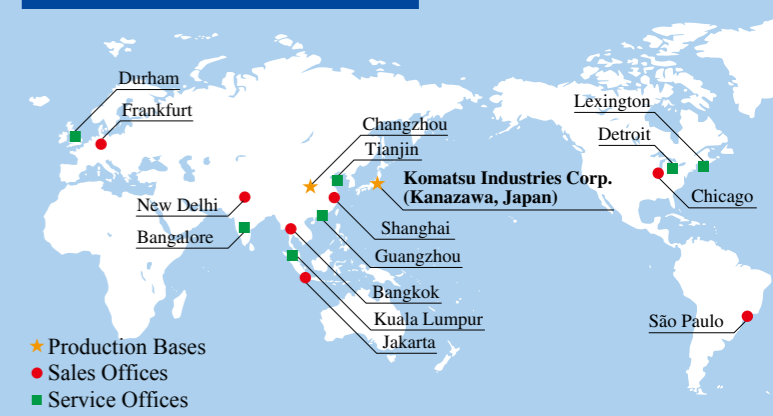 Durham
Frankfurt
Changzhou
Tianjin
Komatsu Industries Corp.
(Kanazawa, Japan)
New Delhi
Bangalore
Shanghai
Guangzhou
Bangkok
Kuala Lumpur
Jakarta
Lexington
Detroit
Chicago
São Paulo
Production Bases
Sales Offices
Service Offices